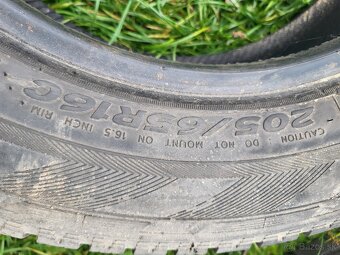 205/65R16C
CAUTION : DO NOT MOUNT ON 16.5 INCH RIM